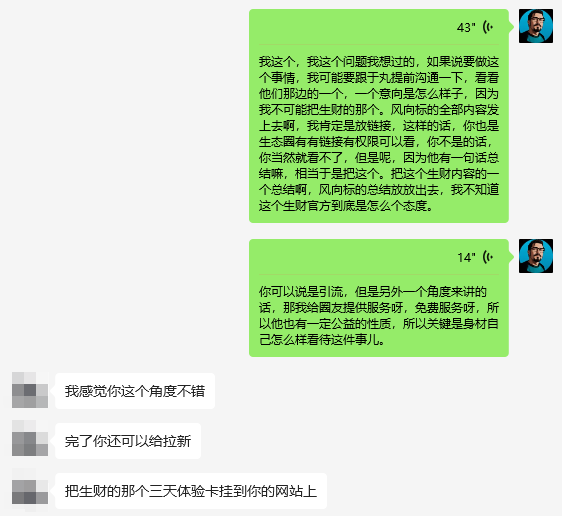 43"
我这个，我这个问题我想过的，如果说要做这
个事情，我可能要跟于丸提前沟通一下，看看
他们那边的一个，一个意向是怎么样子，因为
我不可能把生财的那个。风向标的全部内容发
上去啊，我肯定是放链接，这样的话，你也是
生态圈有有链接有权限可以看，你不是的话，
你当然就看不了，但是呢，因为他有一句话总
结嘛，相当于是把这个。把这个生财内容的一
个总结啊，风向标的总结放放出去，我不知道
这个生财官方到底是怎么个态度。
14"
你可以说是引流，但是另外一个角度来讲的
话，那我给圈友提供服务呀，免费服务呀，所
以他也有一定公益的性质，所以关键是身材自
己怎么样看待这件事儿。
我感觉你这个角度不错
完了你还可以给拉新
把生财的那个三天体验卡挂到你的网站上